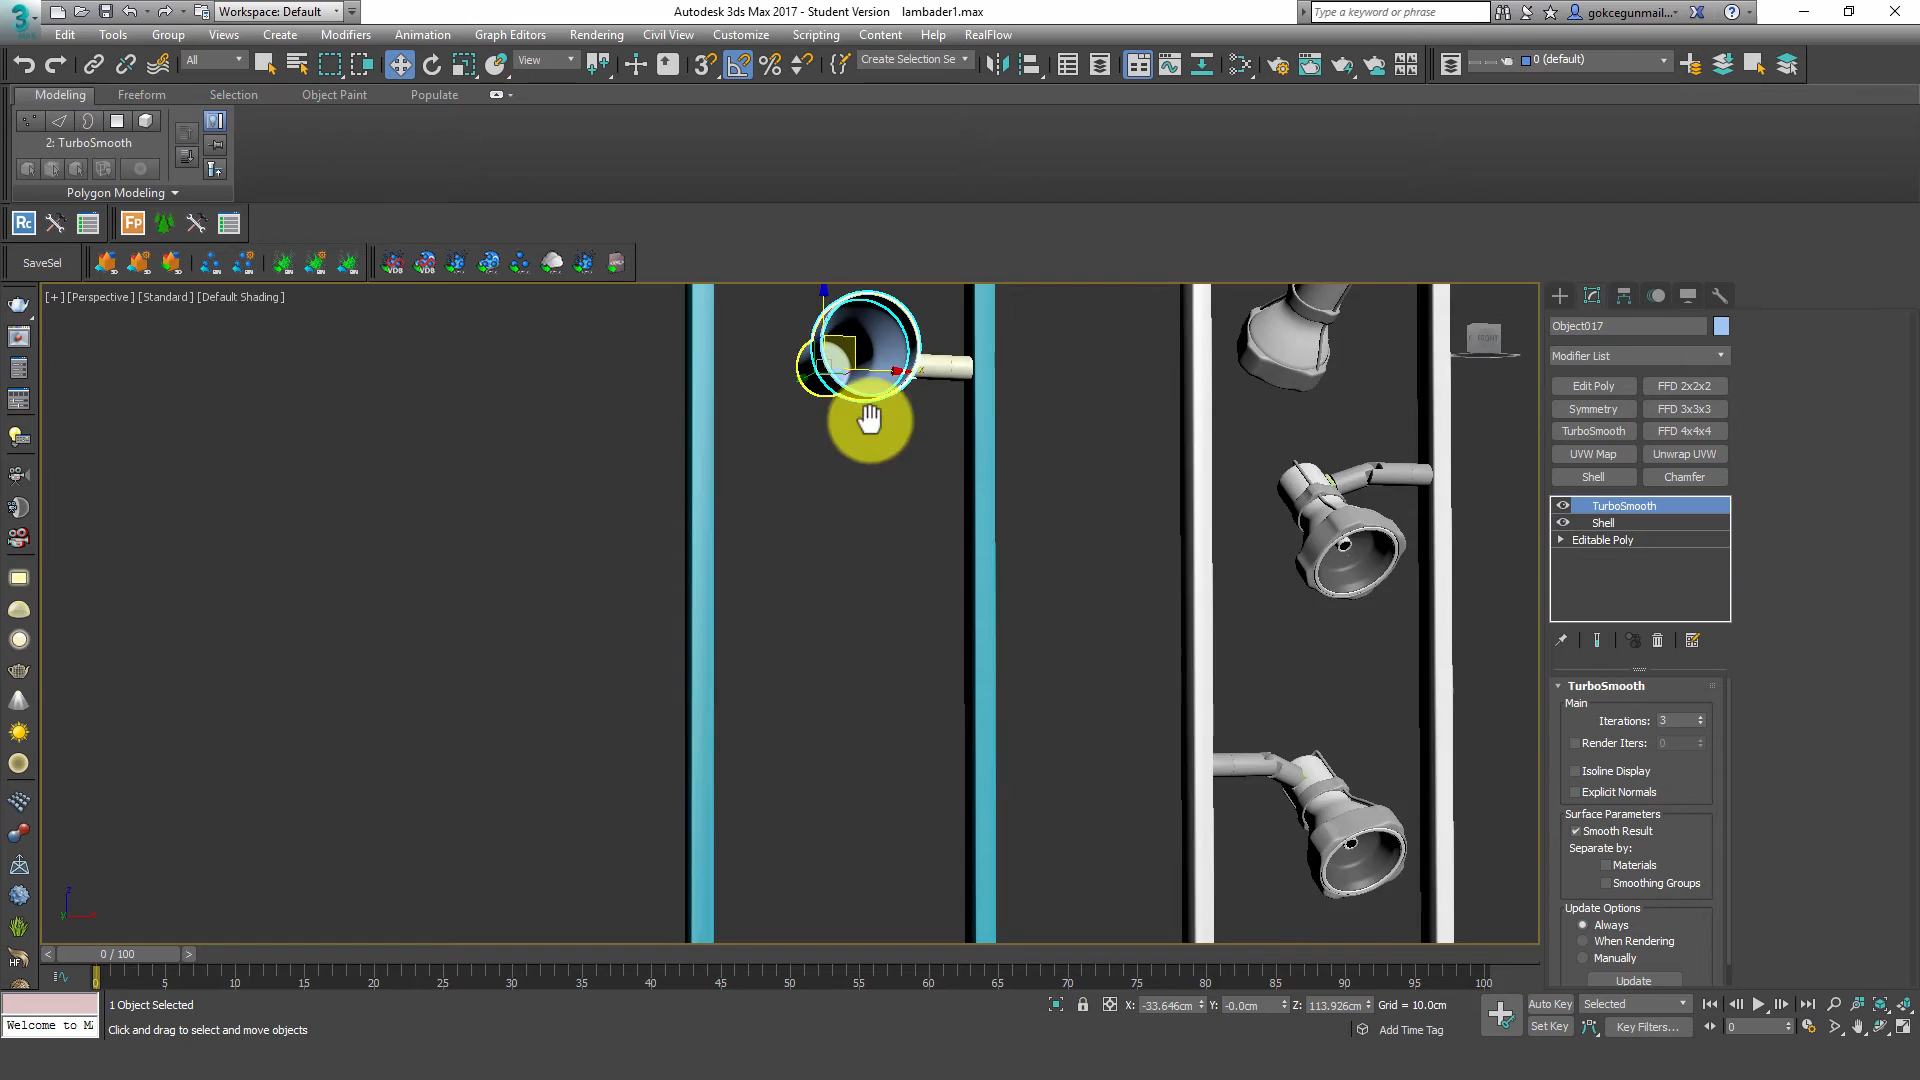 Workspace: Default
Autodesk 3ds Max 2017 - Student Version   lambader1.max
Type a keyword or phrase
gokcegunmail...
Edit Tools Group Views Create Modifiers Animation Graph Editors Rendering Civil View Customize Scripting Content Help RealFlow
All
View
Create Selection Se
0 (default)
Modeling Freeform Selection Object Paint Populate
2: TurboSmooth
Polygon Modeling
Rc
Fp
SaveSel
[+] [Perspective] [Standard] [Default Shading]
FRONT
Object017
Modifier List
Edit Poly FFD 2x2x2
Symmetry FFD 3x3x3
TurboSmooth FFD 4x4x4
UVW Map Unwrap UVW
Shell Chamfer
TurboSmooth
Shell
Editable Poly
TurboSmooth
Main
Iterations: 3
Render Iters: 0
Isoline Display
Explicit Normals
Surface Parameters
Smooth Result
Separate by:
Materials
Smoothing Groups
Update Options
Always
When Rendering
Manually
Update
HF
< 0 / 100 >
0 5 10 15 20 25 30 35 40 45 50 55 60 65 70 75 80 85 90 95 100
1 Object Selected
X: -33.646cm Y: -0.0cm Z: 113.926cm Grid = 10.0cm
Auto Key Selected
Welcome to M
Click and drag to select and move objects
Add Time Tag
Set Key Key Filters...
0